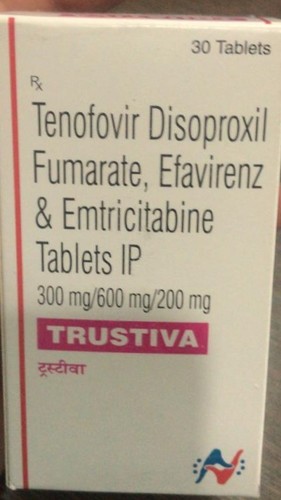 30 Tablets
Rx
Tenofovir Disoproxil
Fumarate, Efavirenz
& Emtricitabine
Tablets IP
300 mg/600 mg/200 mg
TRUSTIVA
ट्रस्टीवा